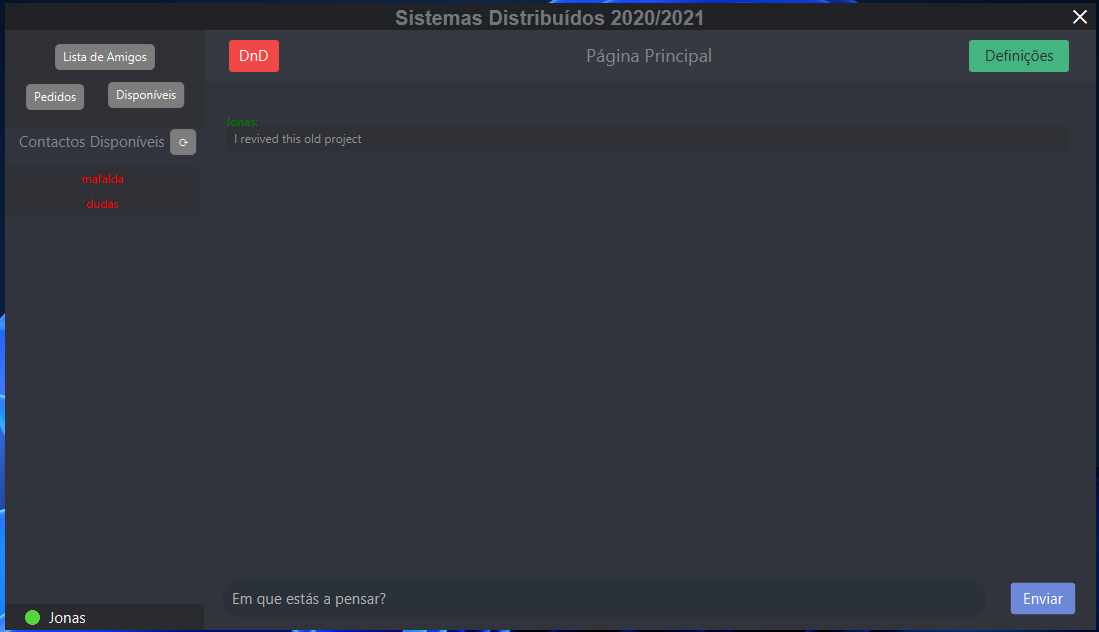 Sistemas Distribuídos 2020/2021
Lista de Amigos
Pedidos
Disponíveis
Contactos Disponíveis
mafalda
dudas
Jonas
DnD
Página Principal
Definições
Jonas:
I revived this old project
Em que estás a pensar?
Enviar